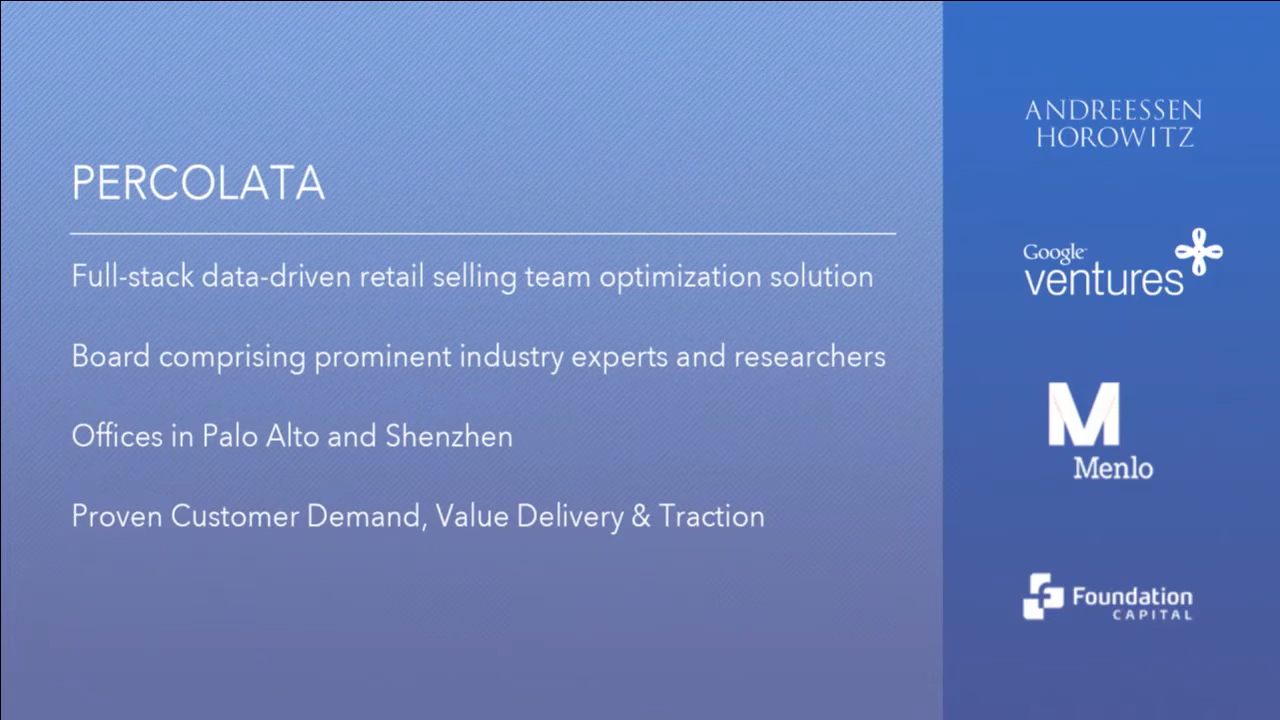 PERCOLATA
Full-stack data-driven retail selling team optimization solution
Board comprising prominent industry experts and researchers
Offices in Palo Alto and Shenzhen
Proven Customer Demand, Value Delivery & Traction
ANDREESSEN
HOROWITZ
Google
ventures
M
Menlo
Foundation
CAPITAL